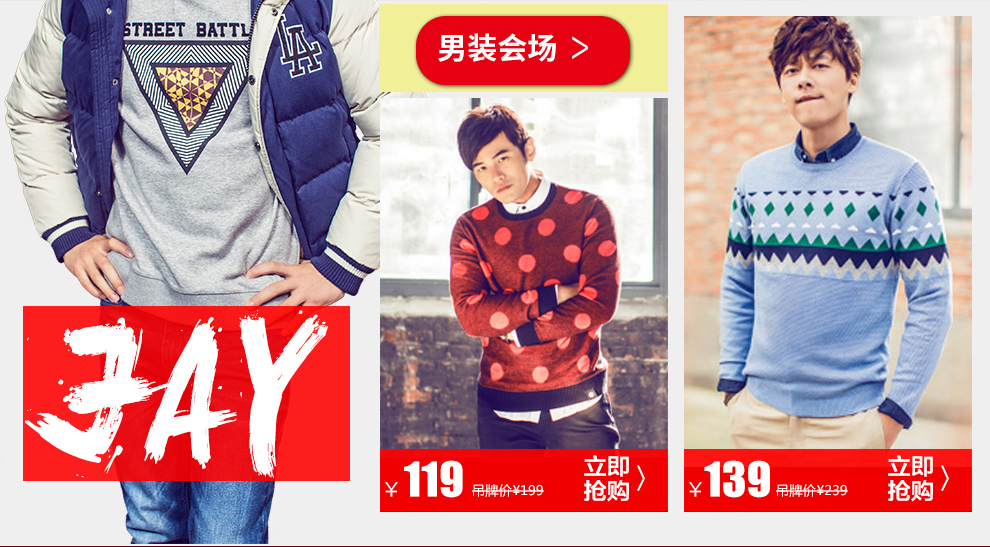 STREET BATTL
LA
JAY
男装会场 >
¥119 吊牌价¥199
立即
抢购 〉
¥139 吊牌价¥239
立即
抢购 〉